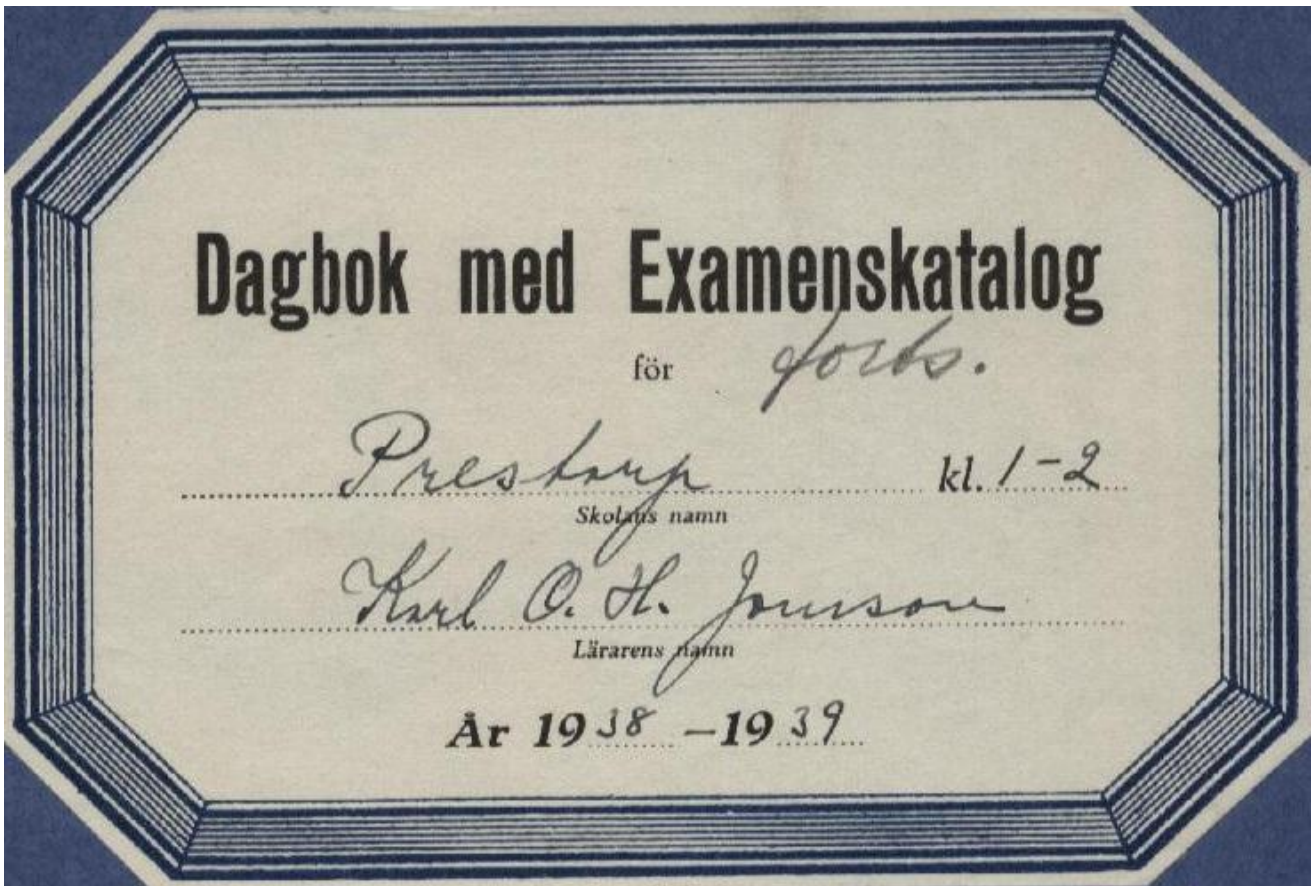 Dagbok med Examenskatalog
för forts.
Prestorp kl. 1-2
Skolans namn
Karl O. H. Jonsson
Lärarens namn
År 1938-1939